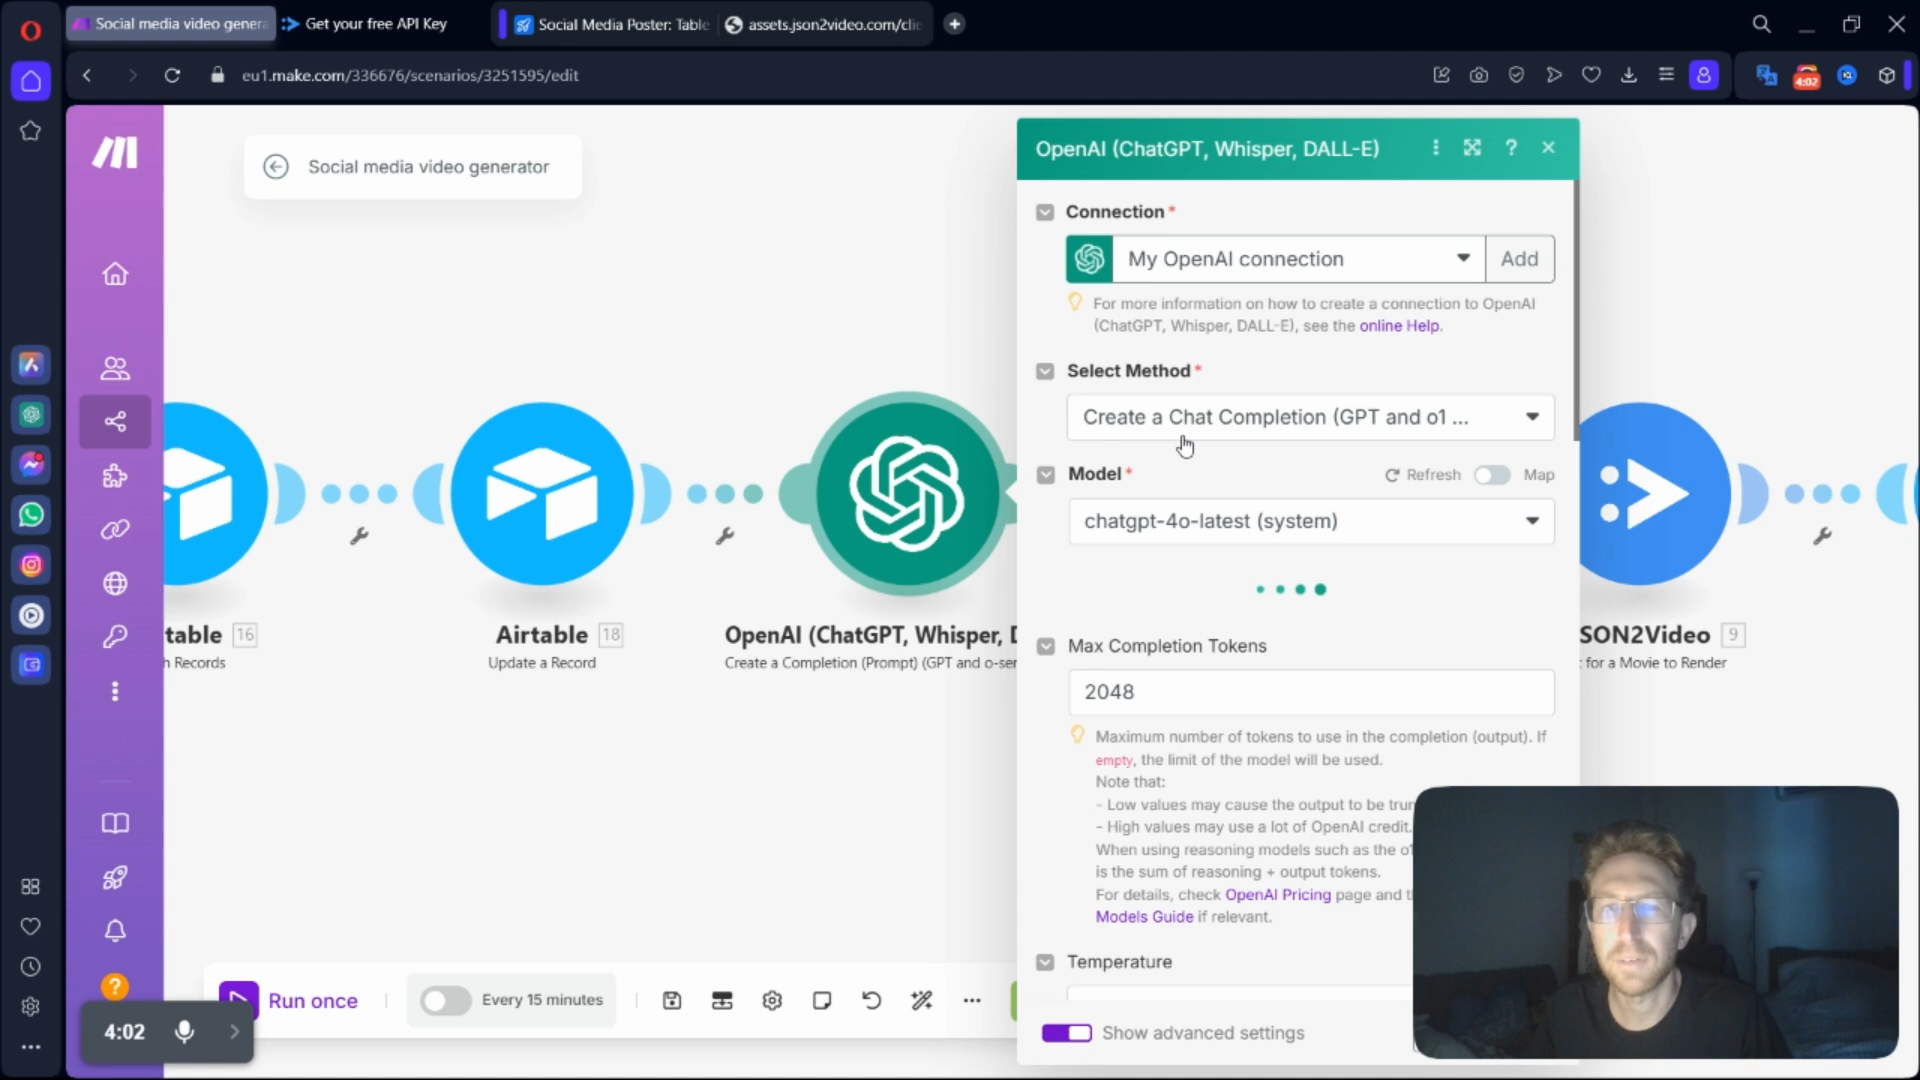 Social media video genera
Get your free API Key
Social Media Poster: Table
assets.json2video.com/clie
eu1.make.com/336676/scenarios/3251595/edit
4:02
Social media video generator
OpenAI (ChatGPT, Whisper, DALL-E)
Connection *
My OpenAI connection
Add
For more information on how to create a connection to OpenAI
(ChatGPT, Whisper, DALL-E), see the online Help.
Select Method *
Create a Chat Completion (GPT and o1 ...
Model *
Refresh
Map
chatgpt-4o-latest (system)
table 16
h Records
Airtable 18
Update a Record
OpenAI (ChatGPT, Whisper, D
Create a Completion (Prompt) (GPT and o-ser
SON2Video 9
for a Movie to Render
Max Completion Tokens
2048
Maximum number of tokens to use in the completion (output). If
empty, the limit of the model will be used.
Note that:
- Low values may cause the output to be trun
- High values may use a lot of OpenAI credit.
When using reasoning models such as the o1
is the sum of reasoning + output tokens.
For details, check OpenAI Pricing page and t
Models Guide if relevant.
Temperature
Run once
Every 15 minutes
Show advanced settings
4:02